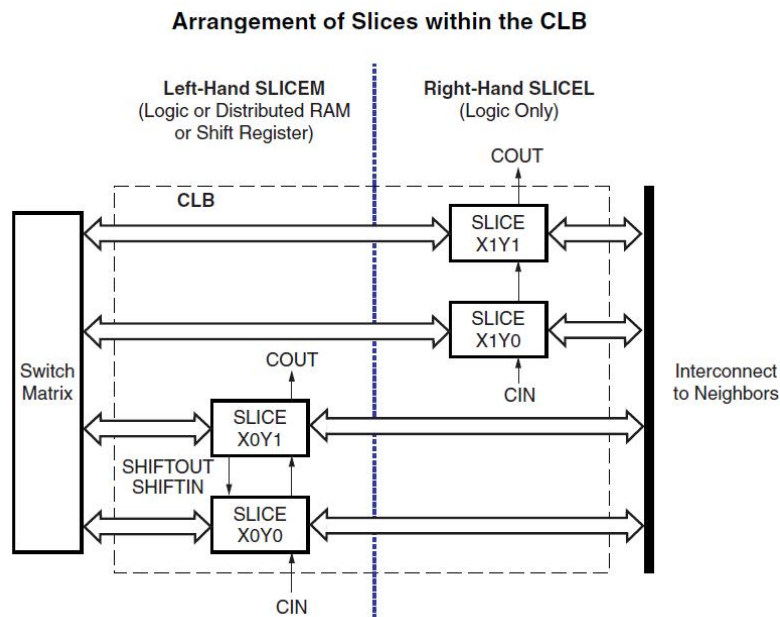 Arrangement of Slices within the CLB
Left-Hand SLICEM
(Logic or Distributed RAM
or Shift Register)
Right-Hand SLICEL
(Logic Only)
COUT
CLB
SLICE
X1Y1
SLICE
X1Y0
Switch
Matrix
COUT
CIN
Interconnect
to Neighbors
SLICE
X0Y1
SHIFTOUT
SHIFTIN
SLICE
X0Y0
CIN